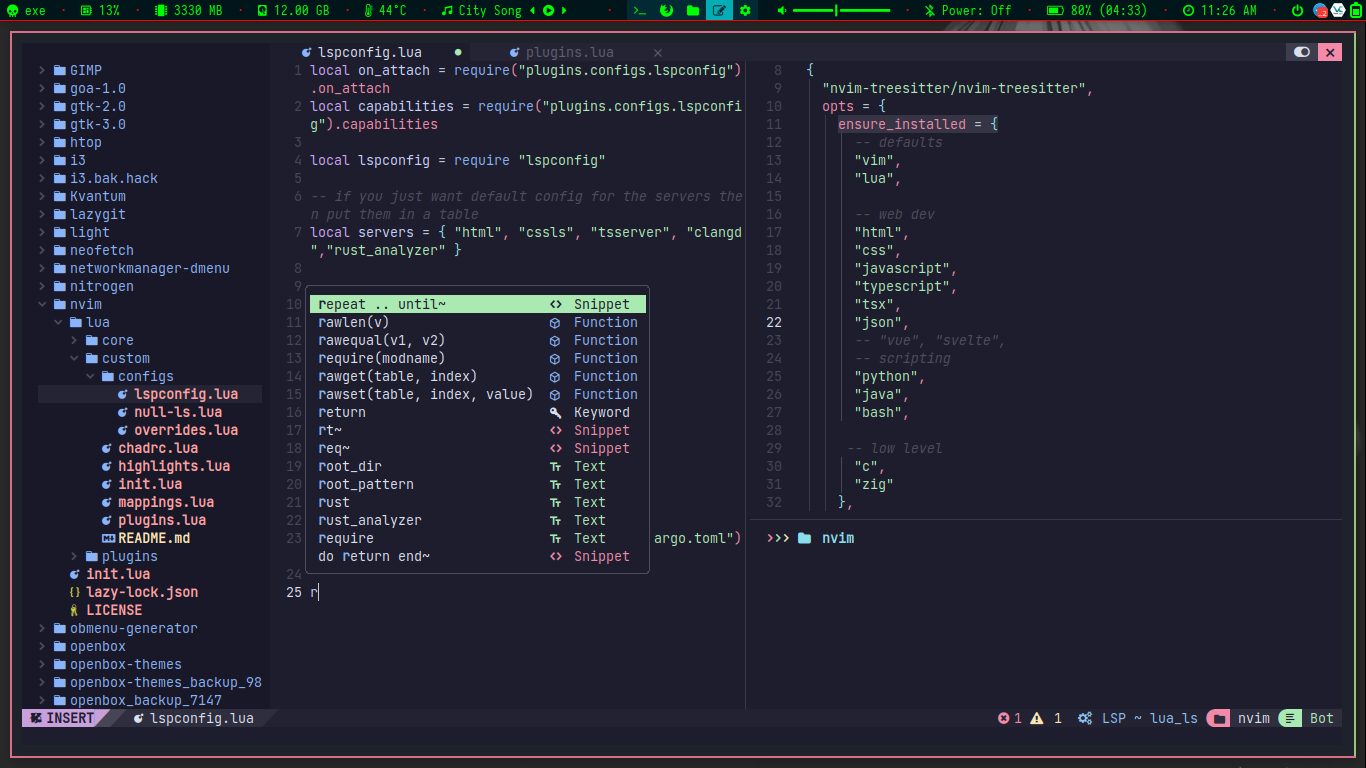 exe · 13% · 3330 MB · 12.00 GB · 44°C · City Song · >_ · Power: Off · 80% (04:33) · 11:26 AM ·
GIMP
goa-1.0
gtk-2.0
gtk-3.0
htop
i3
i3.bak.hack
Kvantum
lazygit
light
neofetch
networkmanager-dmenu
nitrogen
nvim
lua
core
custom
configs
lspconfig.lua
null-ls.lua
overrides.lua
chadrc.lua
highlights.lua
init.lua
mappings.lua
plugins.lua
README.md
plugins
init.lua
lazy-lock.json
LICENSE
obmenu-generator
openbox
openbox-themes
openbox-themes_backup_98
openbox_backup_7147
lspconfig.lua ● plugins.lua ×
1 local on_attach = require("plugins.configs.lspconfig")
.on_attach
2 local capabilities = require("plugins.configs.lspconfi
g").capabilities
3
4 local lspconfig = require "lspconfig"
5
6 -- if you just want default config for the servers the
n put them in a table
7 local servers = { "html", "cssls", "tsserver", "clangd
","rust_analyzer" }
8
9
10 repeat .. until~ <> Snippet
11 rawlen(v) Function
12 rawequal(v1, v2) Function
13 require(modname) Function
14 rawget(table, index) Function
15 rawset(table, index, value) Function
16 return Keyword
17 rt~ <> Snippet
18 req~ <> Snippet
19 root_dir Text
20 root_pattern Text
21 rust Text
22 rust_analyzer Text
23 require Text argo.toml")
do return end~ <> Snippet
24
25 r
8 {
9 "nvim-treesitter/nvim-treesitter",
10 opts = {
11 ensure_installed = {
12 -- defaults
13 "vim",
14 "lua",
15
16 -- web dev
17 "html",
18 "css",
19 "javascript",
20 "typescript",
21 "tsx",
22 "json",
23 -- "vue", "svelte",
24 -- scripting
25 "python",
26 "java",
27 "bash",
28
29 -- low level
30 "c",
31 "zig"
32 },
>>> nvim
INSERT lspconfig.lua 1 1 LSP ~ lua_ls nvim Bot